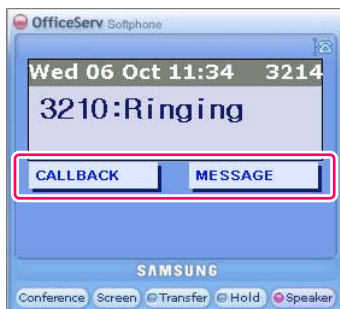 OfficeServ Softphone
Wed 06 Oct 11:34 3214
3210:Ringing
CALLBACK MESSAGE
SAMSUNG
Conference Screen Transfer Hold Speaker